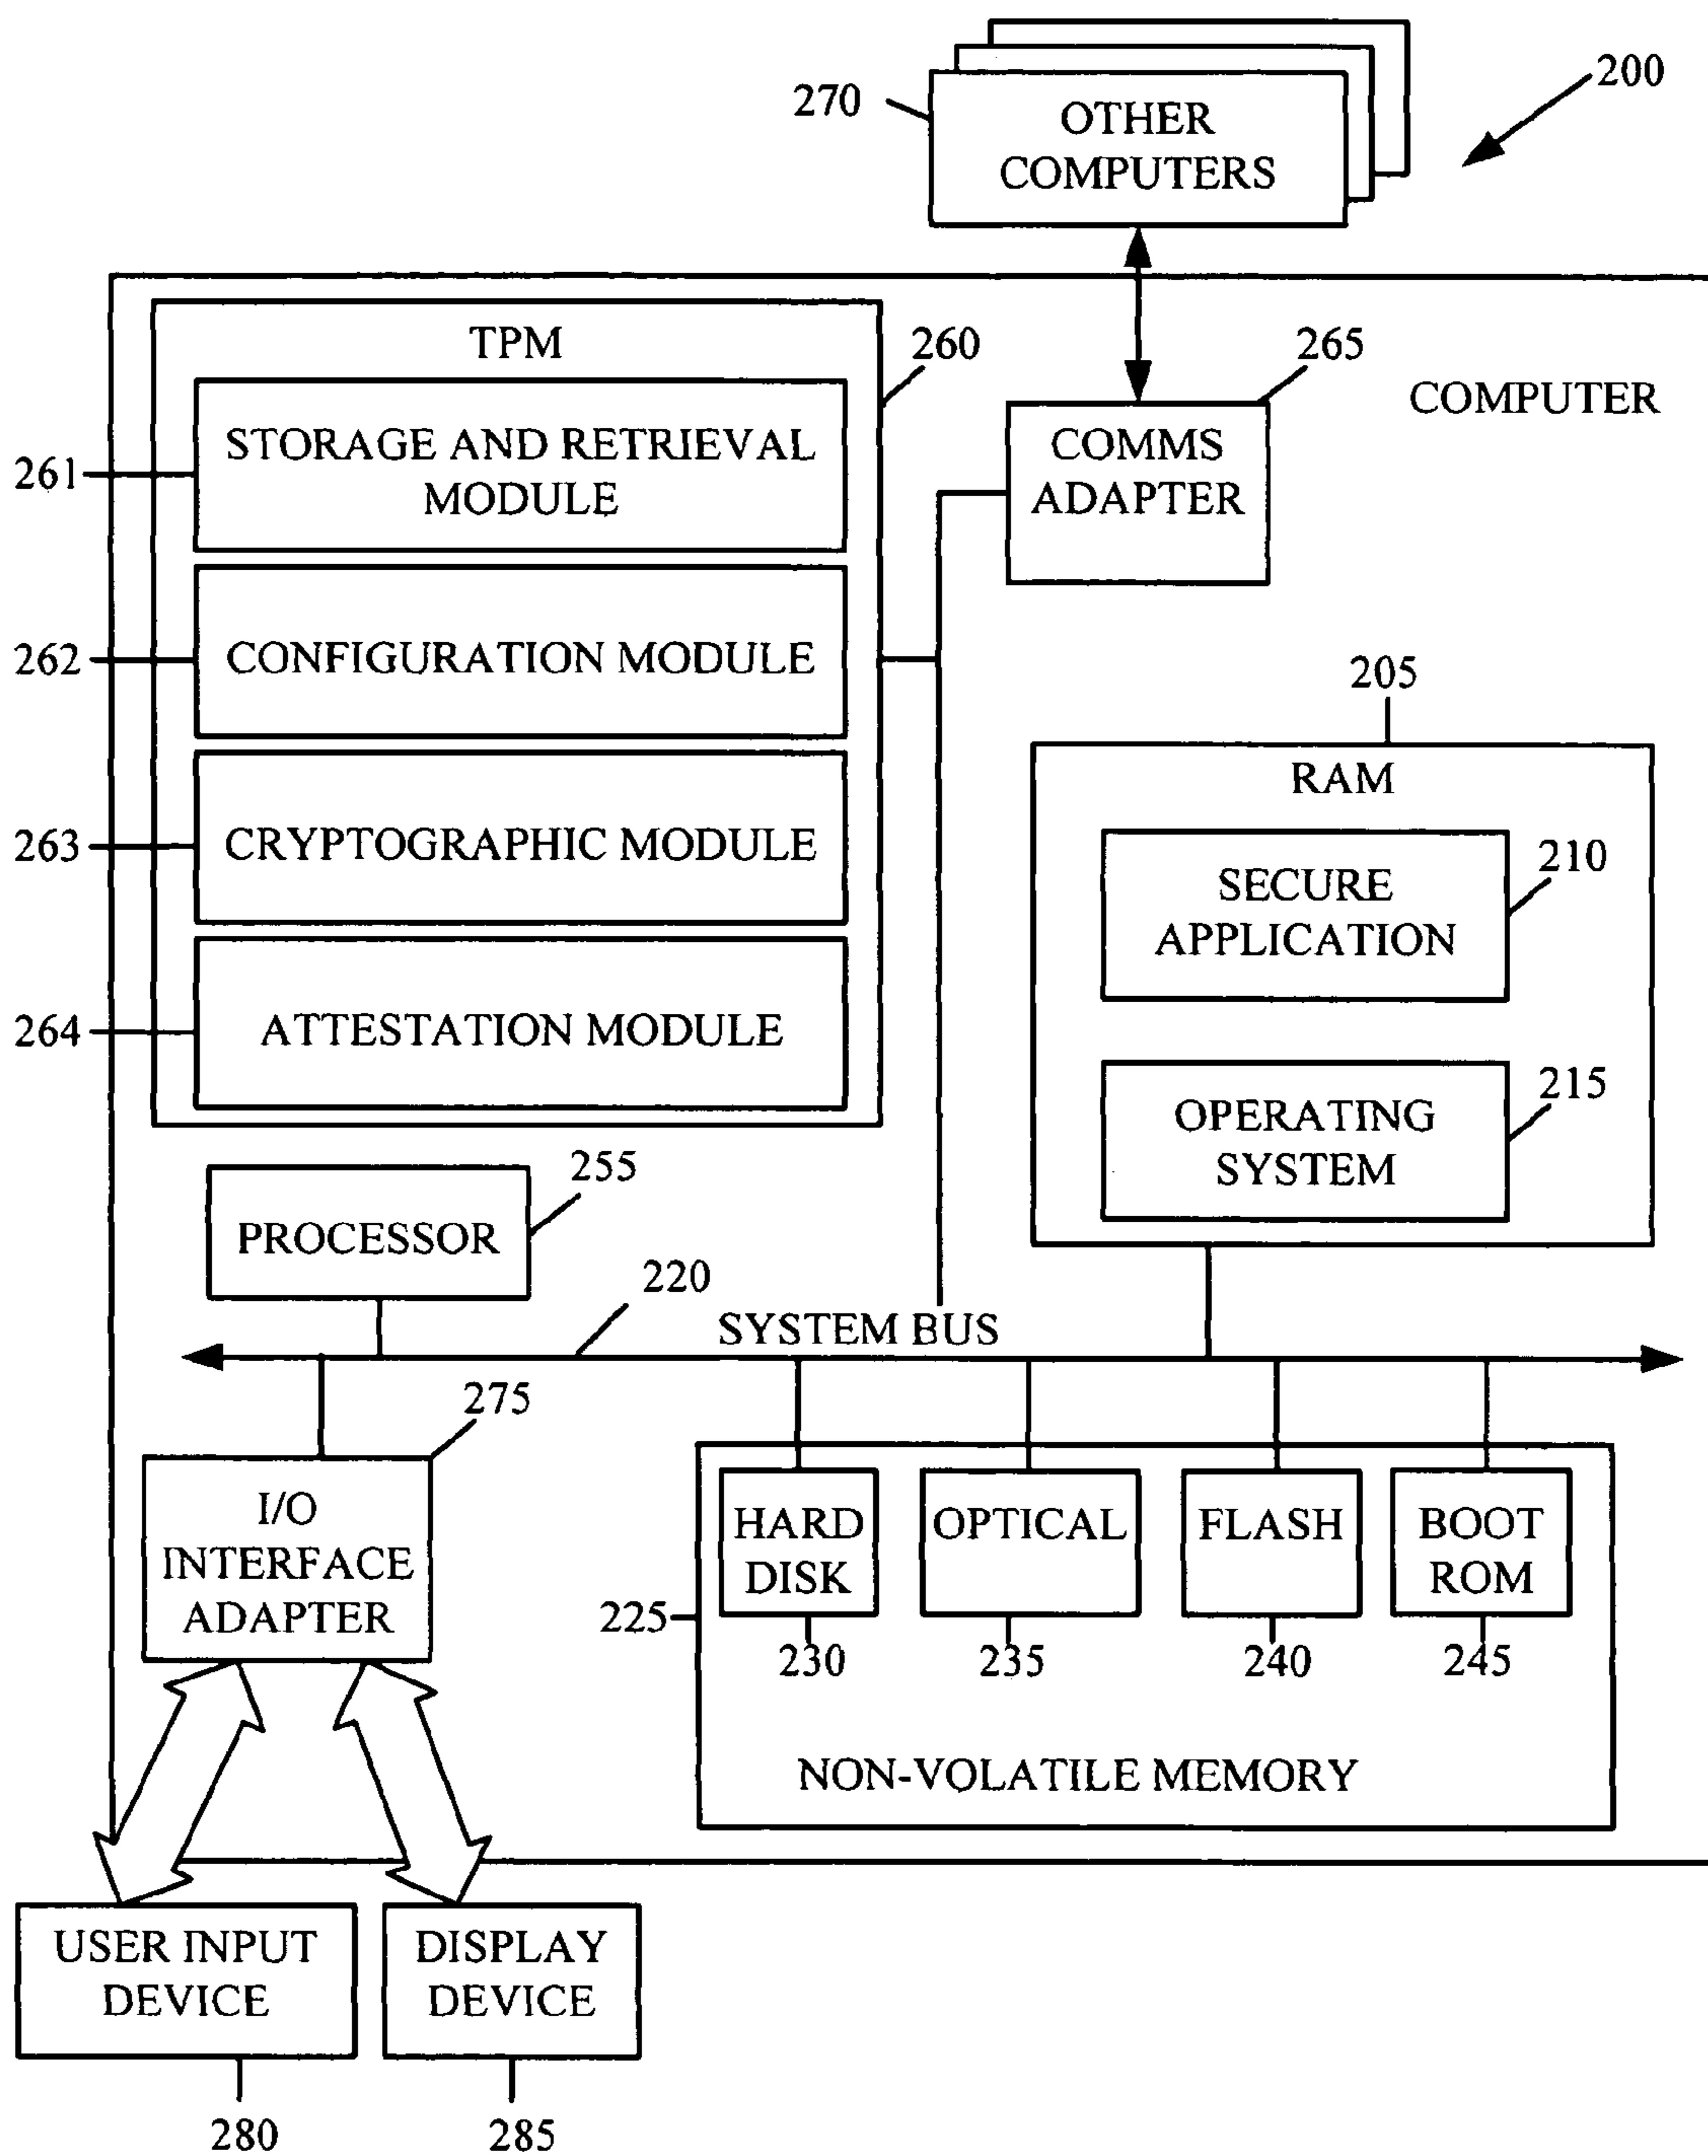 200
270
OTHER
COMPUTERS
TPM
260
265
COMPUTER
STORAGE AND RETRIEVAL
MODULE
261
COMMS
ADAPTER
CONFIGURATION MODULE
262
205
RAM
CRYPTOGRAPHIC MODULE
263
SECURE
APPLICATION
210
ATTESTATION MODULE
264
OPERATING
SYSTEM
215
255
PROCESSOR
220
SYSTEM BUS
275
I/O
INTERFACE
ADAPTER
HARD
DISK
OPTICAL
FLASH
BOOT
ROM
225
230
235
240
245
NON-VOLATILE MEMORY
USER INPUT
DEVICE
DISPLAY
DEVICE
280
285